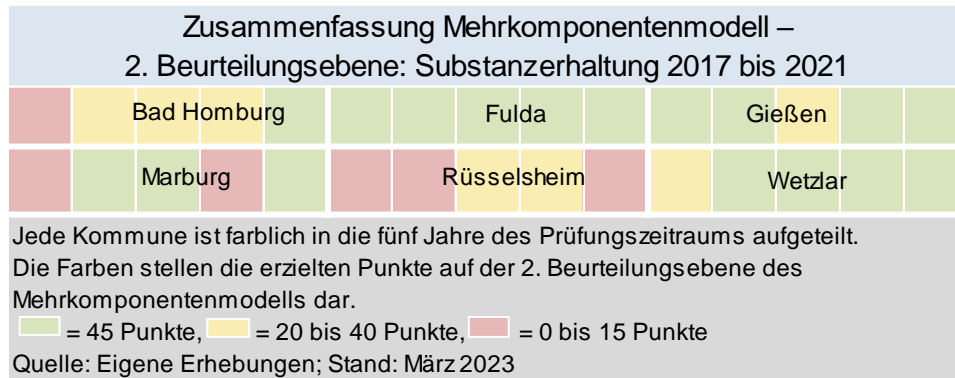 Zusammenfassung Mehrkomponentenmodell –
2. Beurteilungsebene: Substanzerhaltung 2017 bis 2021
Bad Homburg Fulda Gießen
Marburg Rüsselsheim Wetzlar
Jede Kommune ist farblich in die fünf Jahre des Prüfungszeitraums aufgeteilt.
Die Farben stellen die erzielten Punkte auf der 2. Beurteilungsebene des
Mehrkomponentenmodells dar.
= 45 Punkte, = 20 bis 40 Punkte, = 0 bis 15 Punkte
Quelle: Eigene Erhebungen; Stand: März 2023